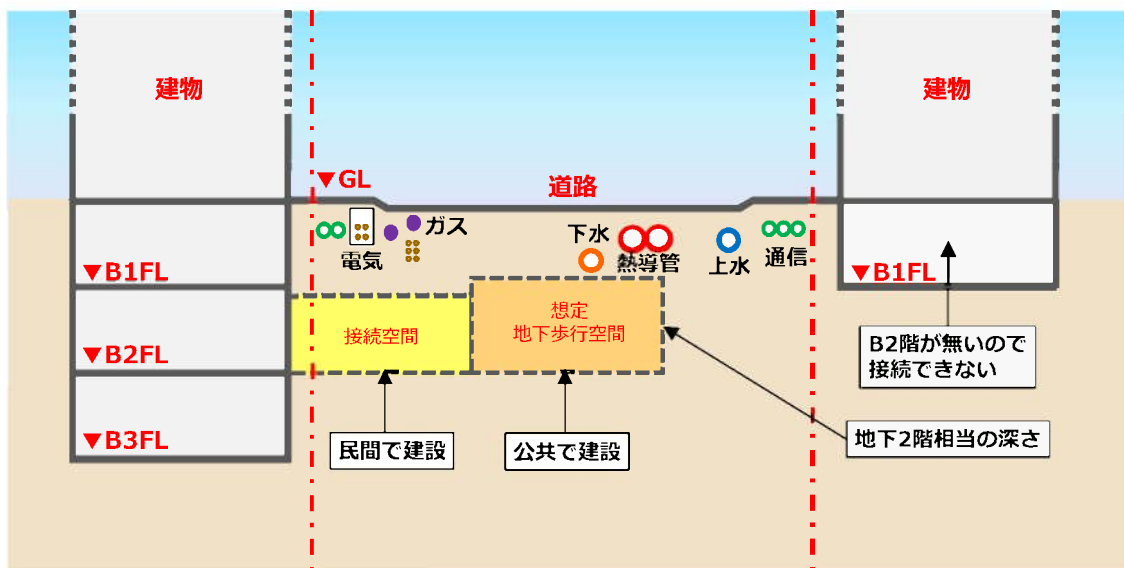 建物
建物
▼GL
道路
ガス
電気
下水
熱導管
上水
通信
▼B1FL
▼B1FL
想定
地下歩行空間
接続空間
B2階が無いので
接続できない
▼B2FL
▼B3FL
民間で建設
公共で建設
地下2階相当の深さ